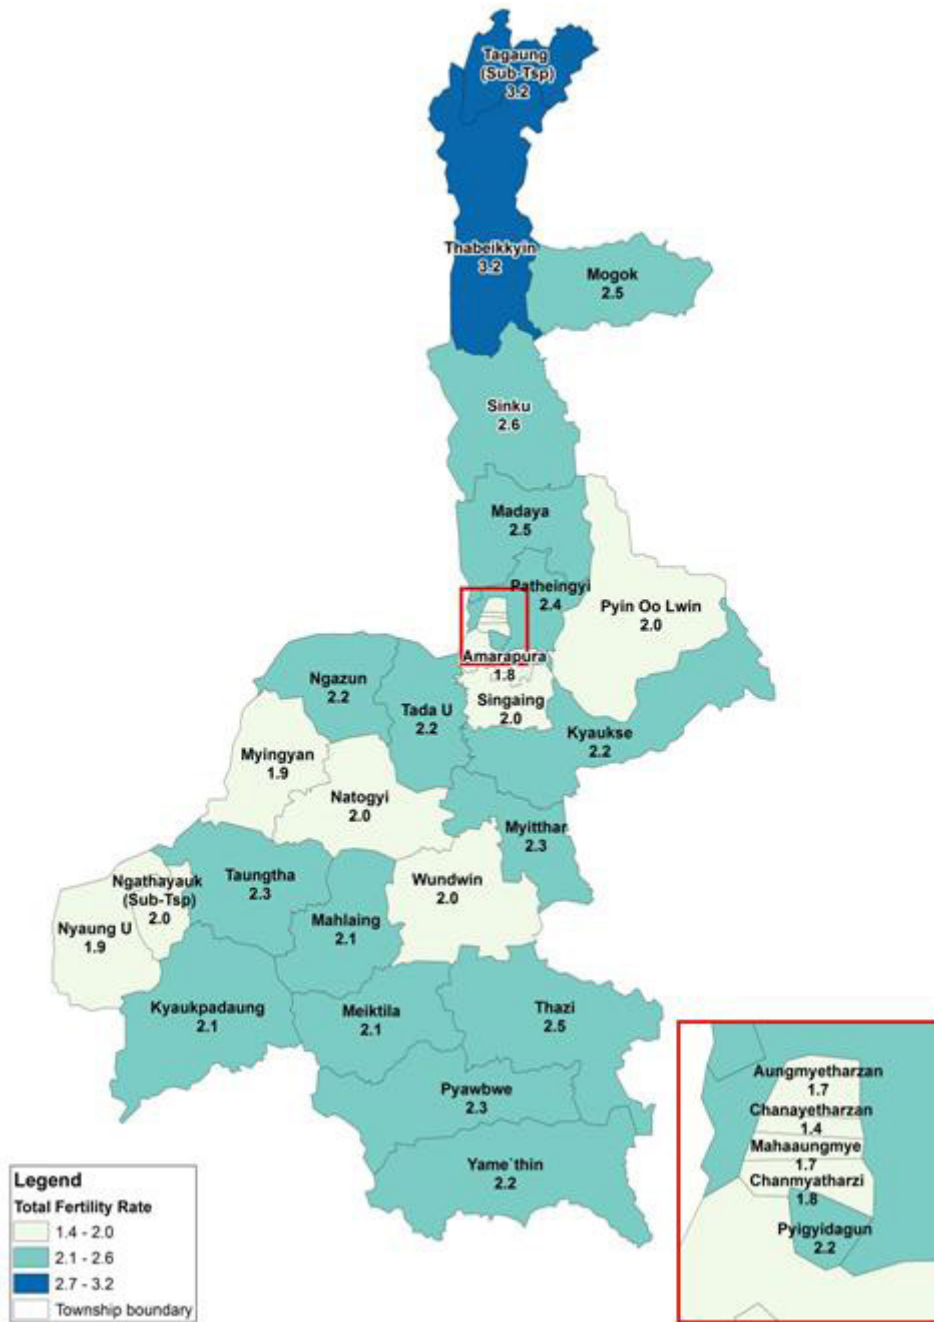 Tagaung
(Sub-Tsp)
3.2
Thabeikkyin
3.2
Mogok
2.5
Sinku
2.6
Madaya
2.5
Patheingyi
2.4
Pyin Oo Lwin
2.0
Amarapura
1.8
Singaing
2.0
Kyaukse
2.2
Ngazun
2.2
Tada U
2.2
Myingyan
1.9
Natogyi
2.0
Myitthar
2.3
Ngathayauk
(Sub-Tsp)
2.0
Taungtha
2.3
Wundwin
2.0
Nyaung U
1.9
Mahlaing
2.1
Kyaukpadaung
2.1
Meiktila
2.1
Thazi
2.5
Pyawbwe
2.3
Yame`thin
2.2
Aungmyetharzan
1.7
Chanayetharzan
1.4
Mahaaungmye
1.7
Chanmyatharzi
1.8
Pyigyidagun
2.2
Legend
Total Fertility Rate
1.4 - 2.0
2.1 - 2.6
2.7 - 3.2
Township boundary